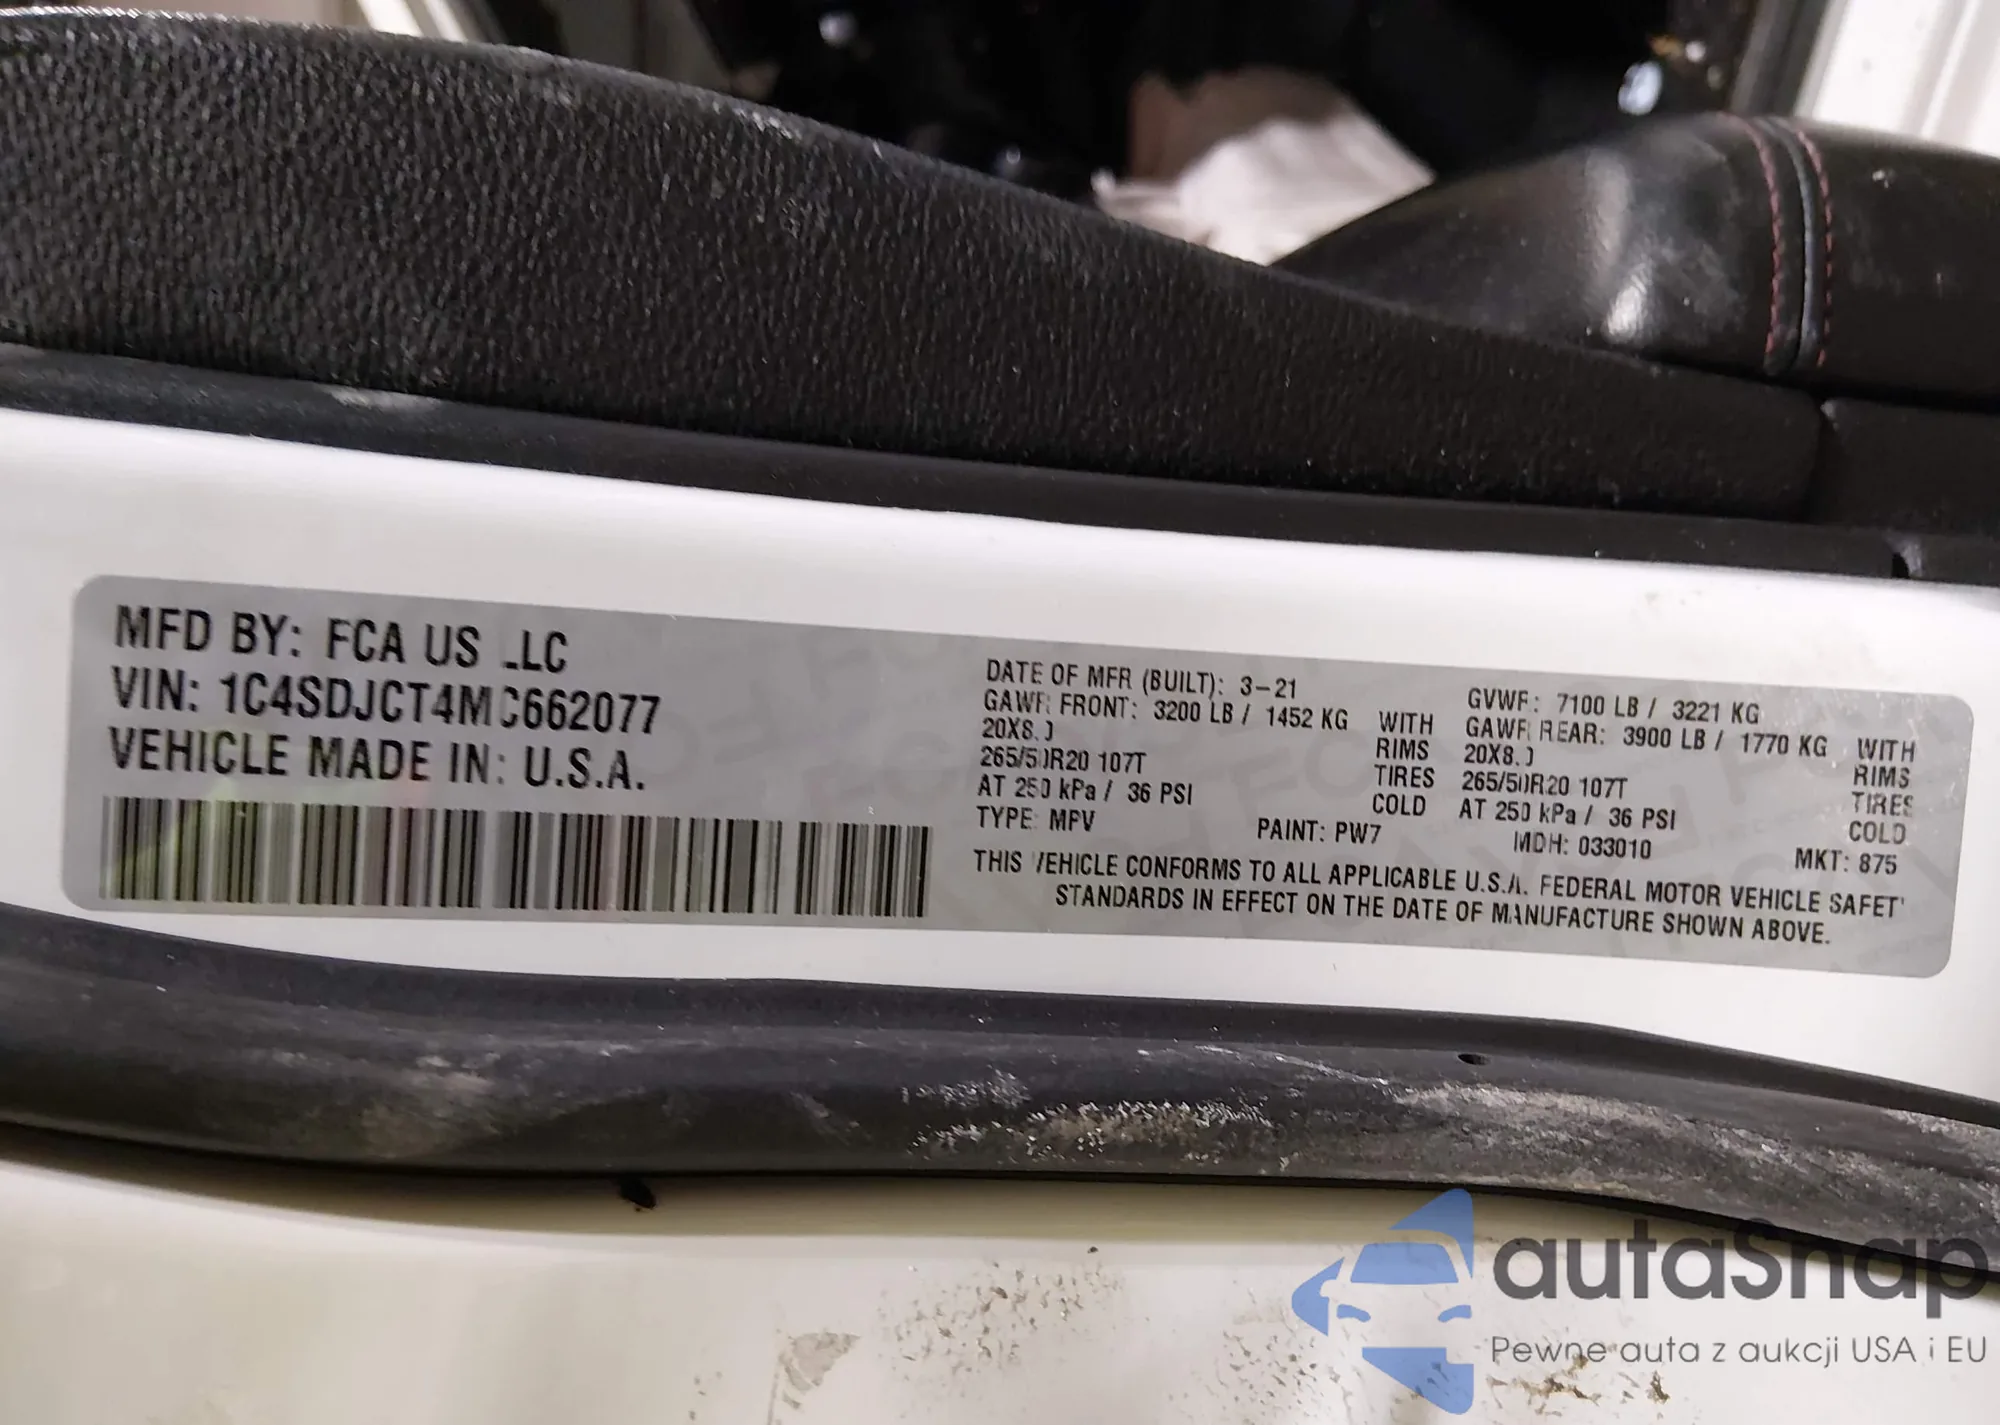 MFD BY: FCA US LLC
VIN: 1C4SDJCT4MC662077
VEHICLE MADE IN: U.S.A.
DATE OF MFR (BUILT): 3-21
GAWR FRONT: 3200 LB / 1452 KG WITH
20X8.0 RIMS
265/50R20 107T TIRES
AT 250 kPa / 36 PSI COLD
GVWR: 7100 LB / 3221 KG
GAWR REAR: 3900 LB / 1770 KG WITH
20X8.0 RIMS
265/50R20 107T TIRES
AT 250 kPa / 36 PSI COLD
TYPE: MPV PAINT: PW7 MDH: 033010 MKT: 875
THIS VEHICLE CONFORMS TO ALL APPLICABLE U.S.A. FEDERAL MOTOR VEHICLE SAFETY
STANDARDS IN EFFECT ON THE DATE OF MANUFACTURE SHOWN ABOVE.
autaSnap
Pewne auta z aukcji USA i EU